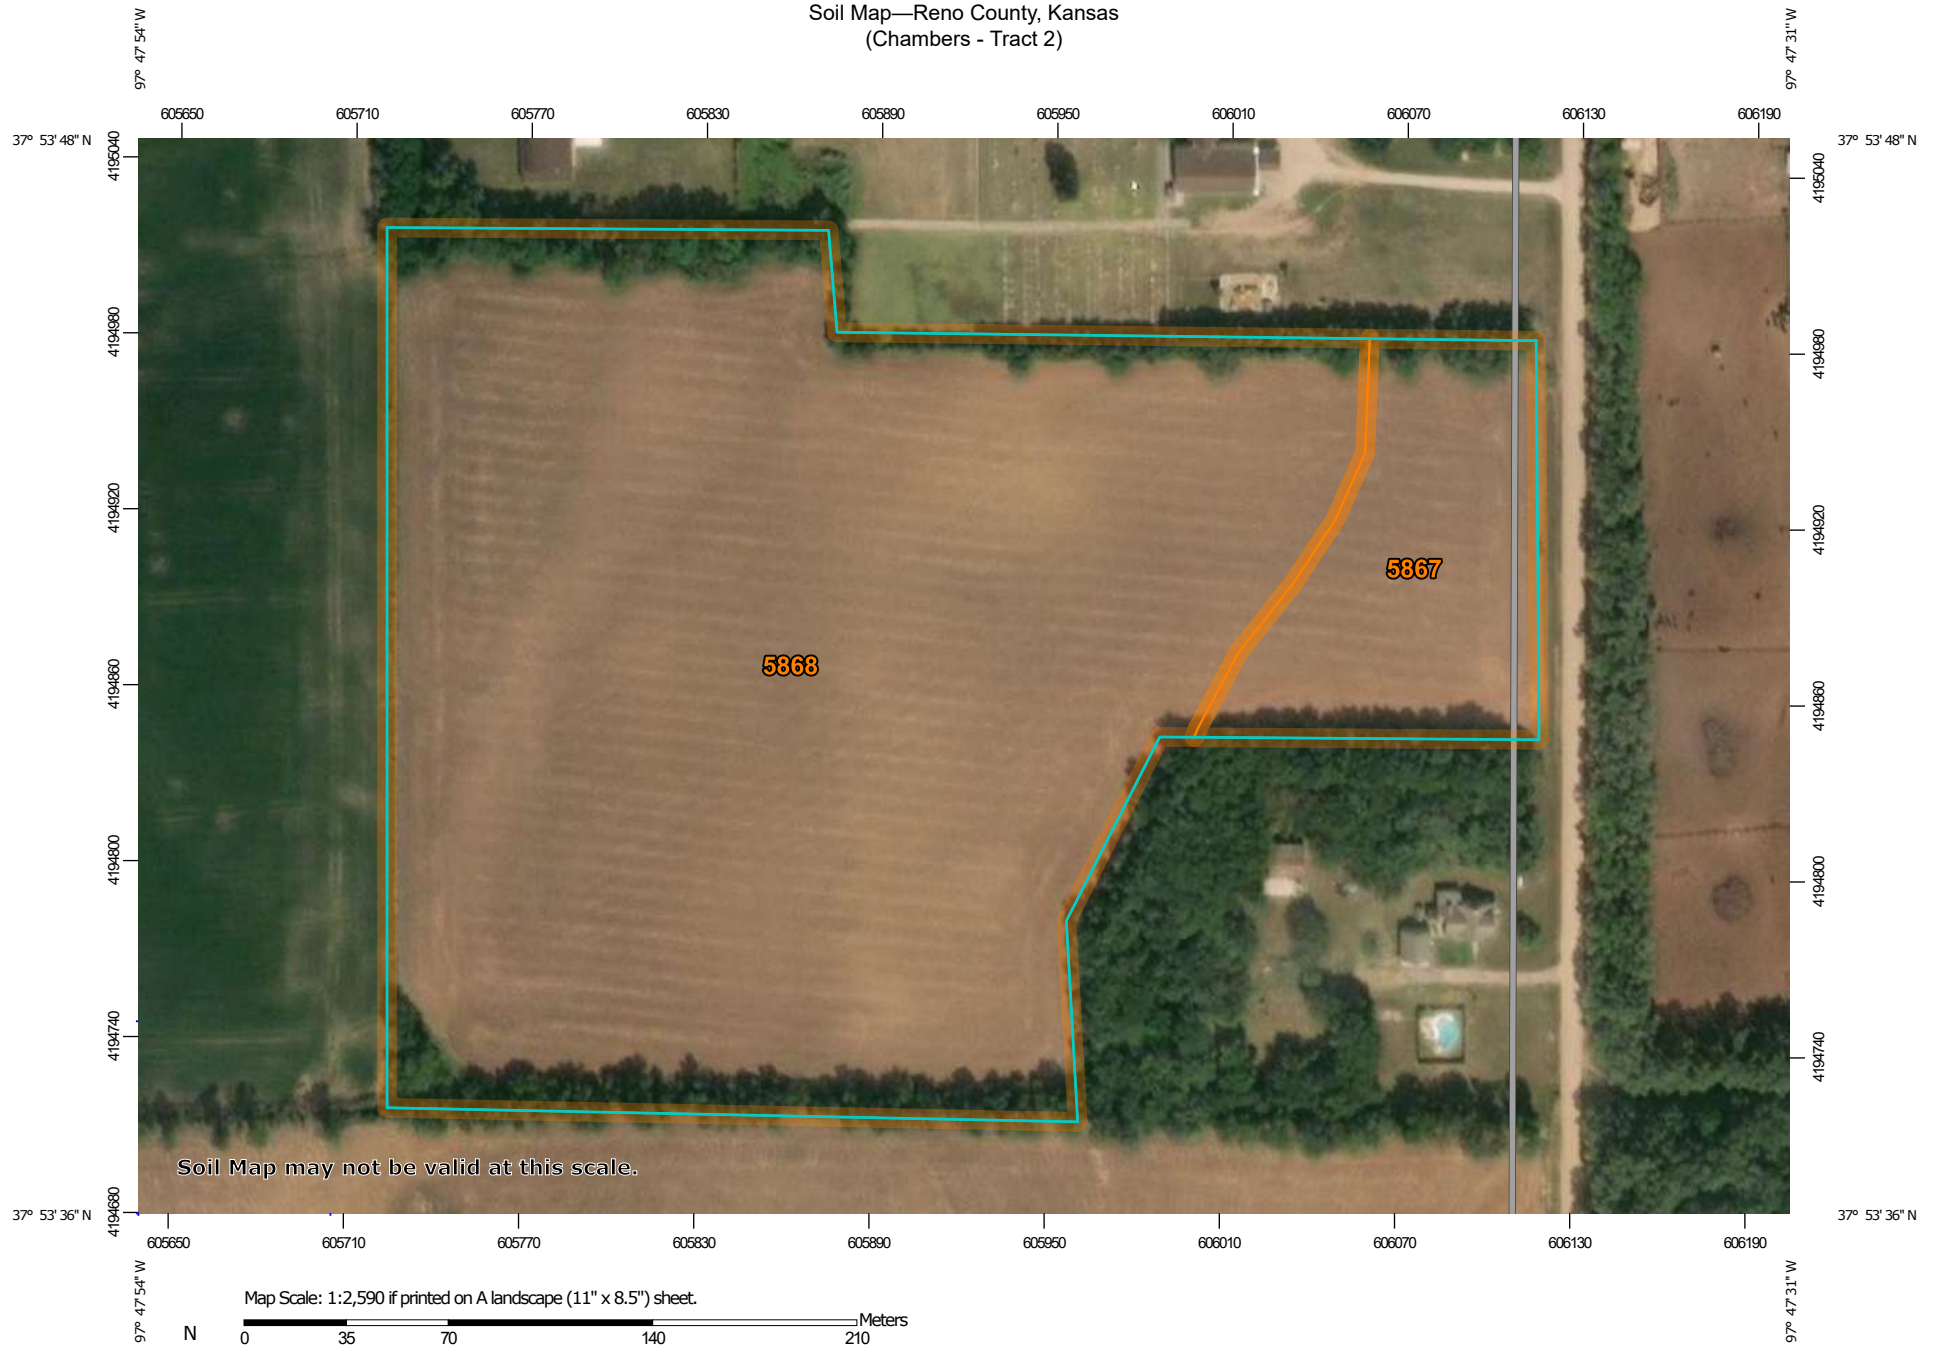 Soil Map—Reno County, Kansas
(Chambers - Tract 2)
97° 47' 54" W
97° 47' 31" W
605650 605710 605770 605830 605890 605950 606010 606070 606130 606190
37° 53' 48" N
37° 53' 48" N
4195040
4195040
4194980
4194980
4194920
4194920
5867
5868
4194860
4194860
4194800
4194800
4194740
4194740
Soil Map may not be valid at this scale.
4194680
37° 53' 36" N
37° 53' 36" N
605650 605710 605770 605830 605890 605950 606010 606070 606130 606190
97° 47' 54" W
97° 47' 31" W
Map Scale: 1:2,590 if printed on A landscape (11" x 8.5") sheet.
Meters
N
0 35 70 140 210